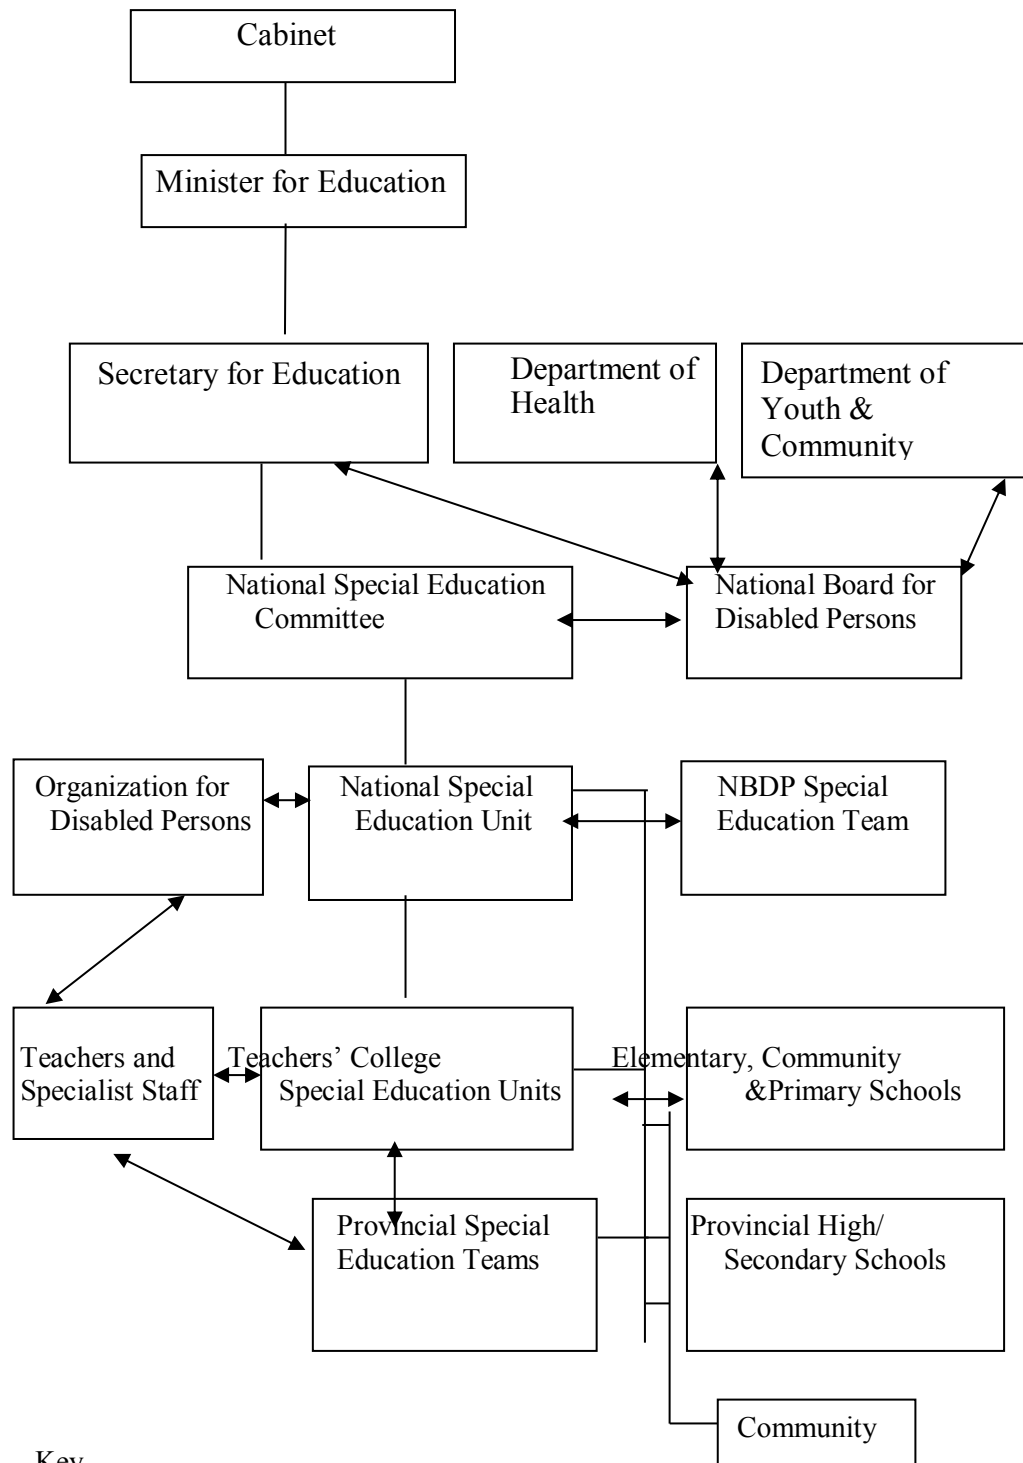 Cabinet
Minister for Education
Secretary for Education
Department of
Health
Department of
Youth &
Community
National Special Education
Committee
National Board for
Disabled Persons
Organization for
Disabled Persons
National Special
Education Unit
NBDP Special
Education Team
Teachers and
Specialist Staff
Teachers’ College
Special Education Units
Elementary, Community
&Primary Schools
Provincial Special
Education Teams
Provincial High/
Secondary Schools
Community
Key